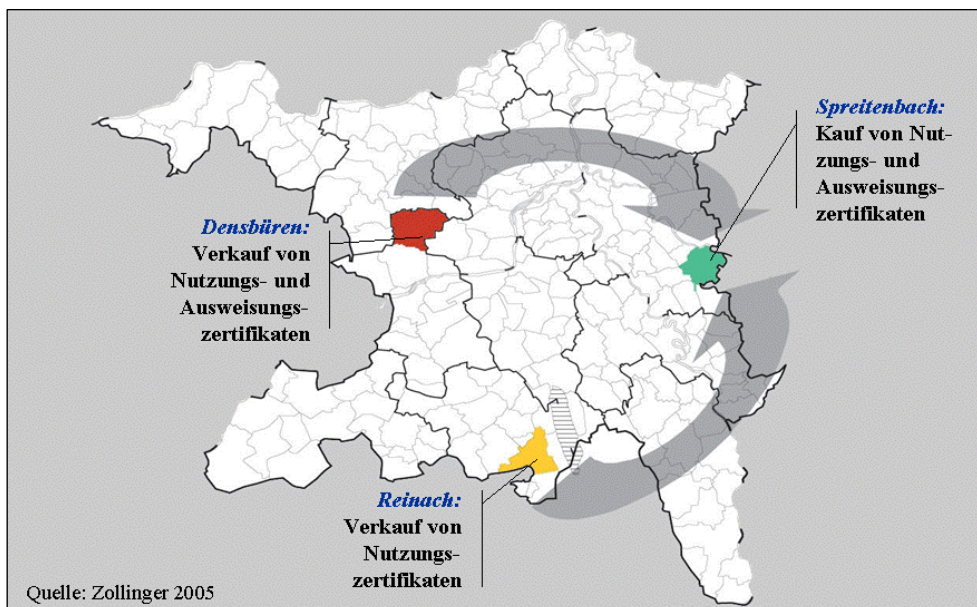 Spreitenbach:
Kauf von Nut-
zungs- und
Ausweisungs-
zertifikaten
Densbüren:
Verkauf von
Nutzungs- und
Ausweisungs-
zertifikaten
Reinach:
Verkauf von
Nutzungs-
zertifikaten
Quelle: Zollinger 2005